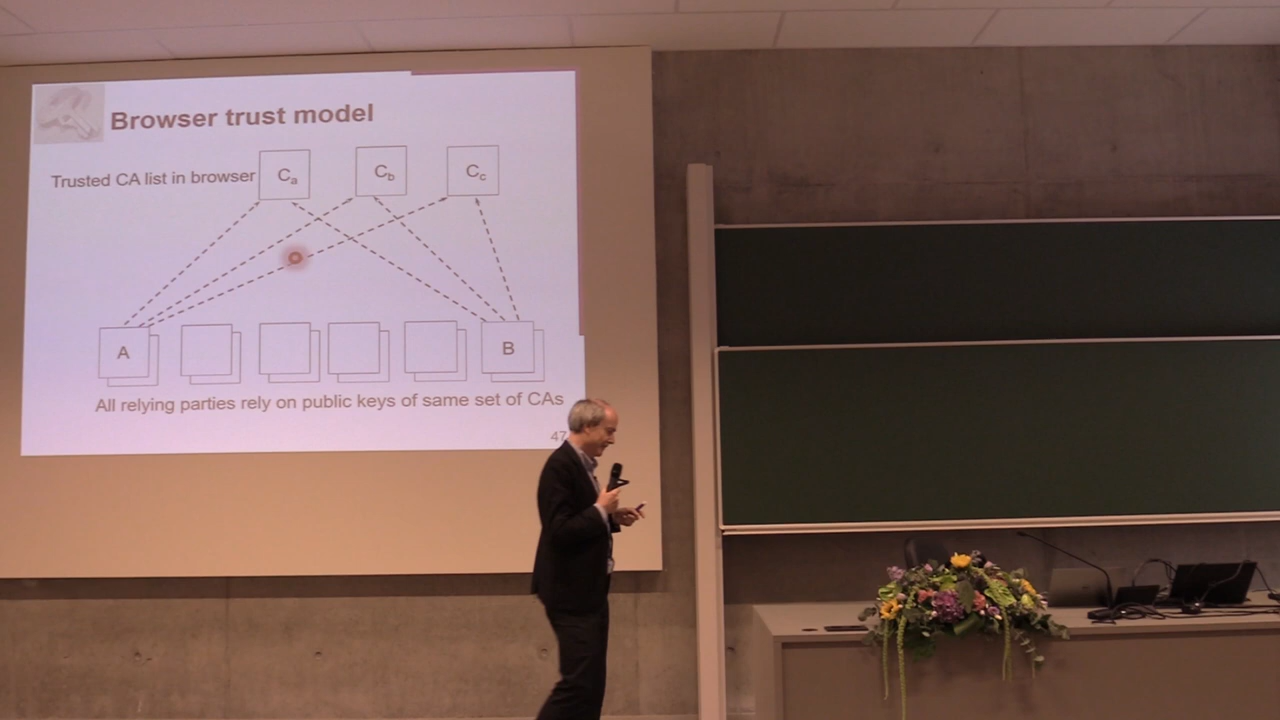 Browser trust model
Trusted CA list in browser
Ca
Cb
Cc
A
B
All relying parties rely on public keys of same set of CAs
47